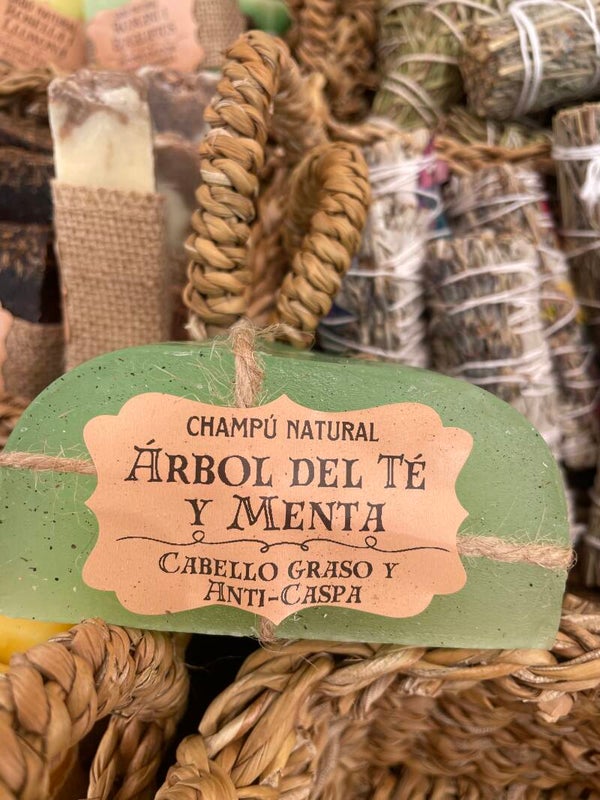 CHAMPÚ NATURAL
ÁRBOL DEL TÉ
Y MENTA
CABELLO GRASO Y
ANTI-CASPA